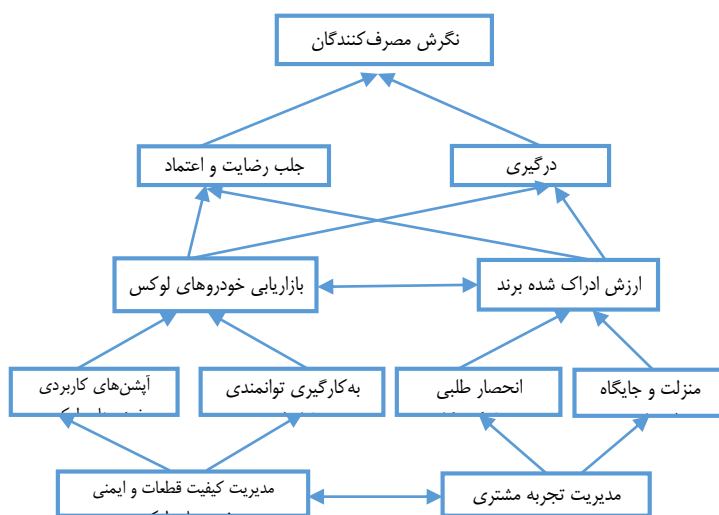 نگرش مصرف‌کنندگان
درگیری
جلب رضایت و اعتماد
ارزش ادراک شده برند
بازاریابی خودروهای لوکس
منزلت و جایگاه
انحصار طلبی
به‌کارگیری توانمندی
آپشن‌های کاربردی
مدیریت تجربه مشتری
مدیریت کیفیت قطعات و ایمنی